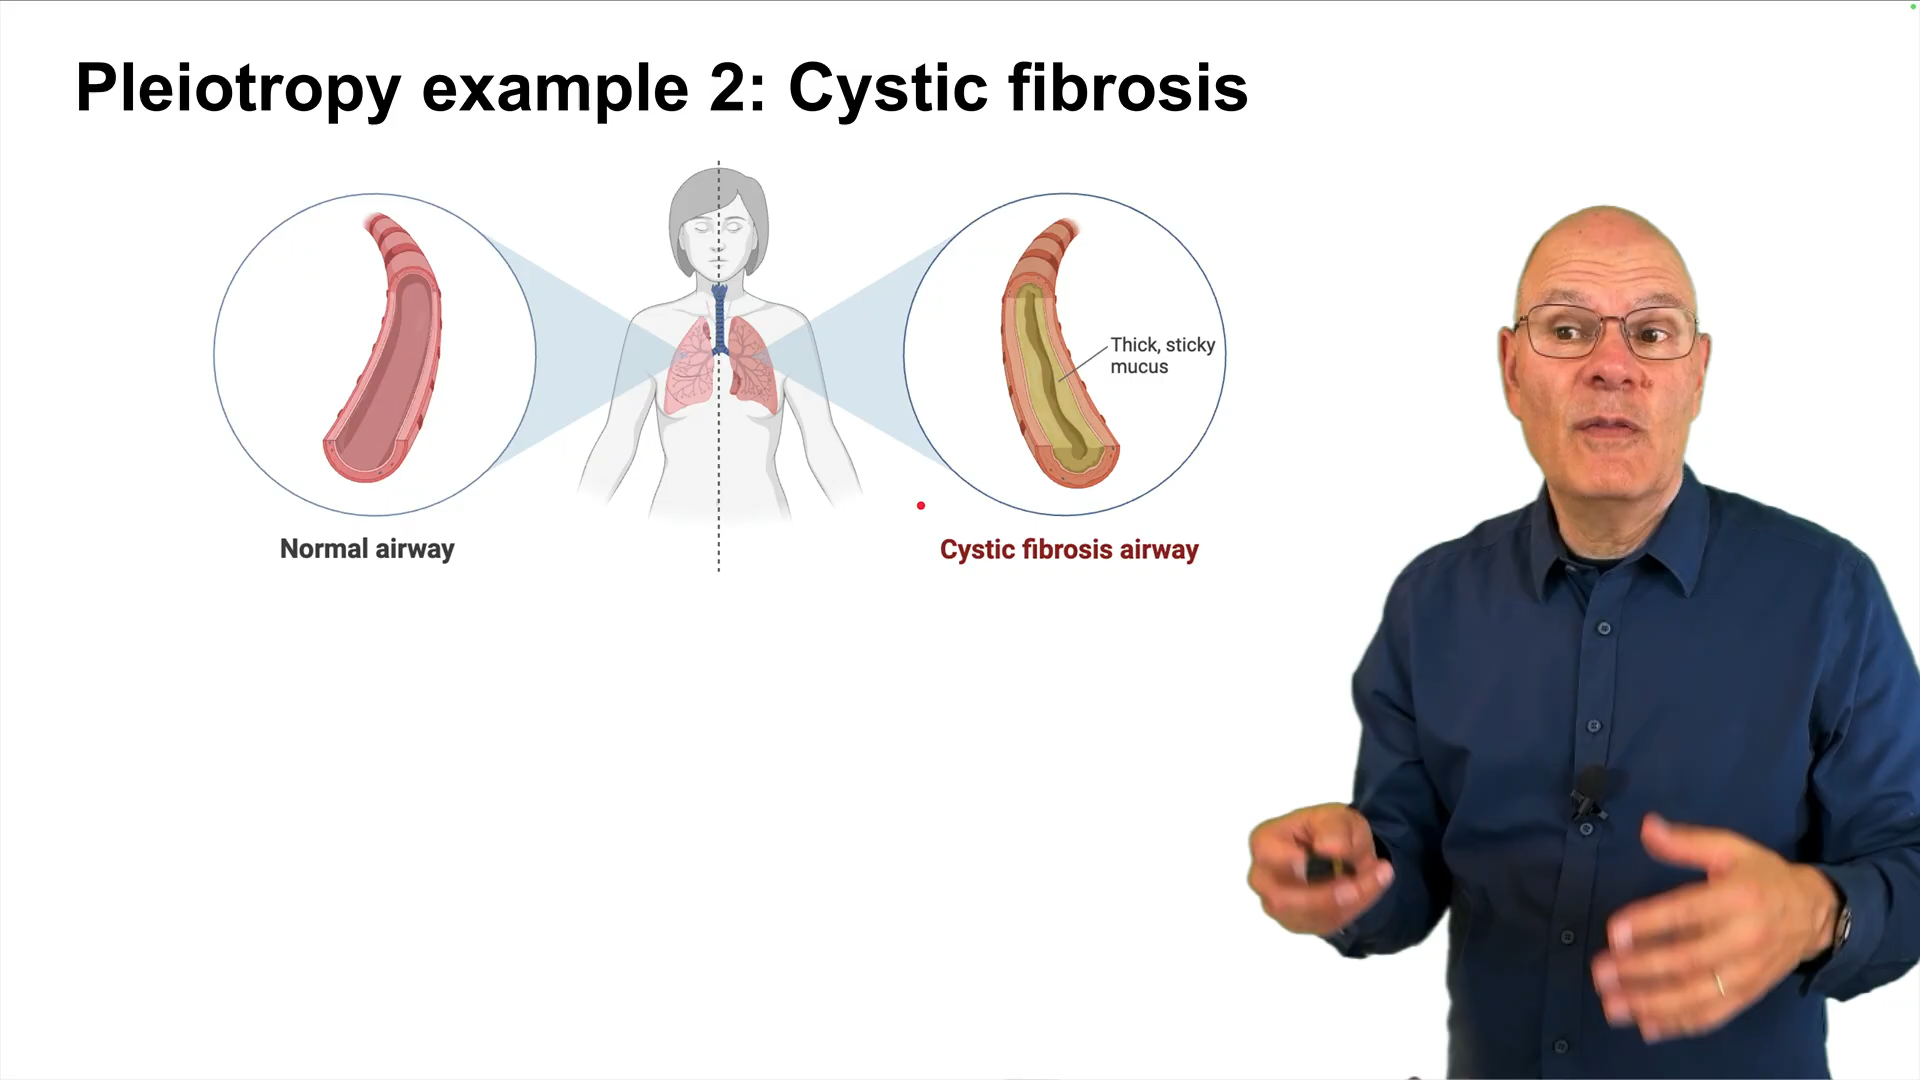 Pleiotropy example 2: Cystic fibrosis
Thick, sticky
mucus
Normal airway
Cystic fibrosis airway